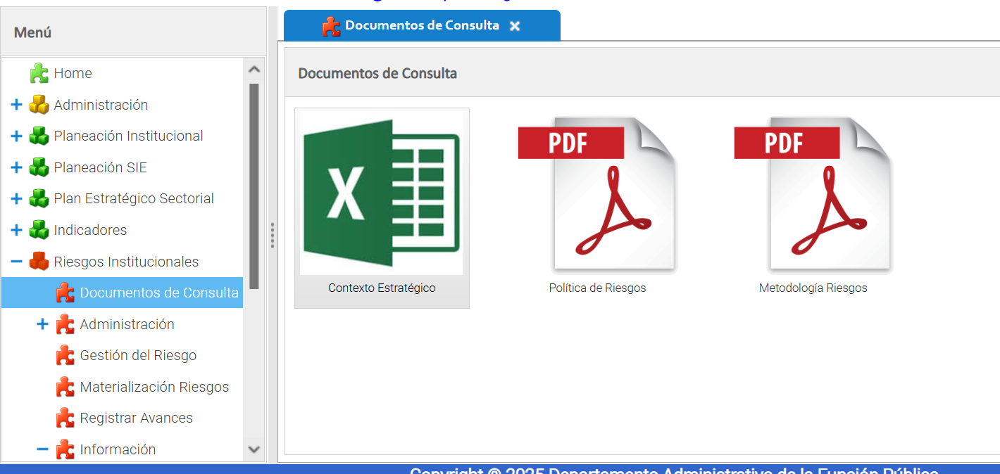 Menú
Home
Administración
Planeación Institucional
Planeación SIE
Plan Estratégico Sectorial
Indicadores
Riesgos Institucionales
Documentos de Consulta
Administración
Gestión del Riesgo
Materialización Riesgos
Registrar Avances
Información
Documentos de Consulta
Documentos de Consulta
X
Contexto Estratégico
PDF
Política de Riesgos
PDF
Metodología Riesgos
Copyright © 2025 Departamento Administrativo de la Función Pública